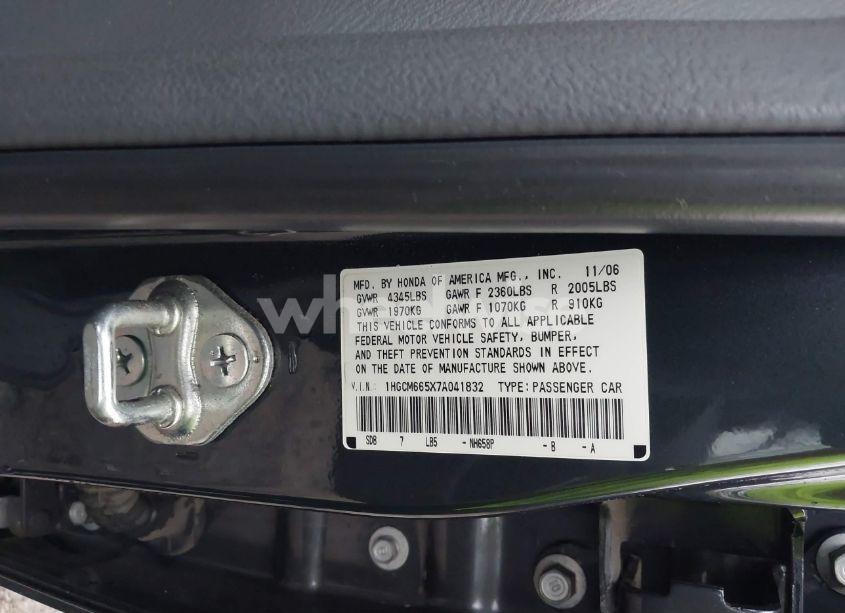 MFD. BY HONDA OF AMERICA MFG., INC. 11/06
GVWR 4345LBS GAWR F 2360LBS R 2005LBS
GVWR 1970KG GAWR F 1070KG R 910KG
THIS VEHICLE CONFORMS TO ALL APPLICABLE
FEDERAL MOTOR VEHICLE SAFETY, BUMPER,
AND THEFT PREVENTION STANDARDS IN EFFECT
ON THE DATE OF MANUFACTURE SHOWN ABOVE.
V.I.N.: 1HGCM665X7A041832 TYPE: PASSENGER CAR
SDB 7 LB5 -NH658P -B -A